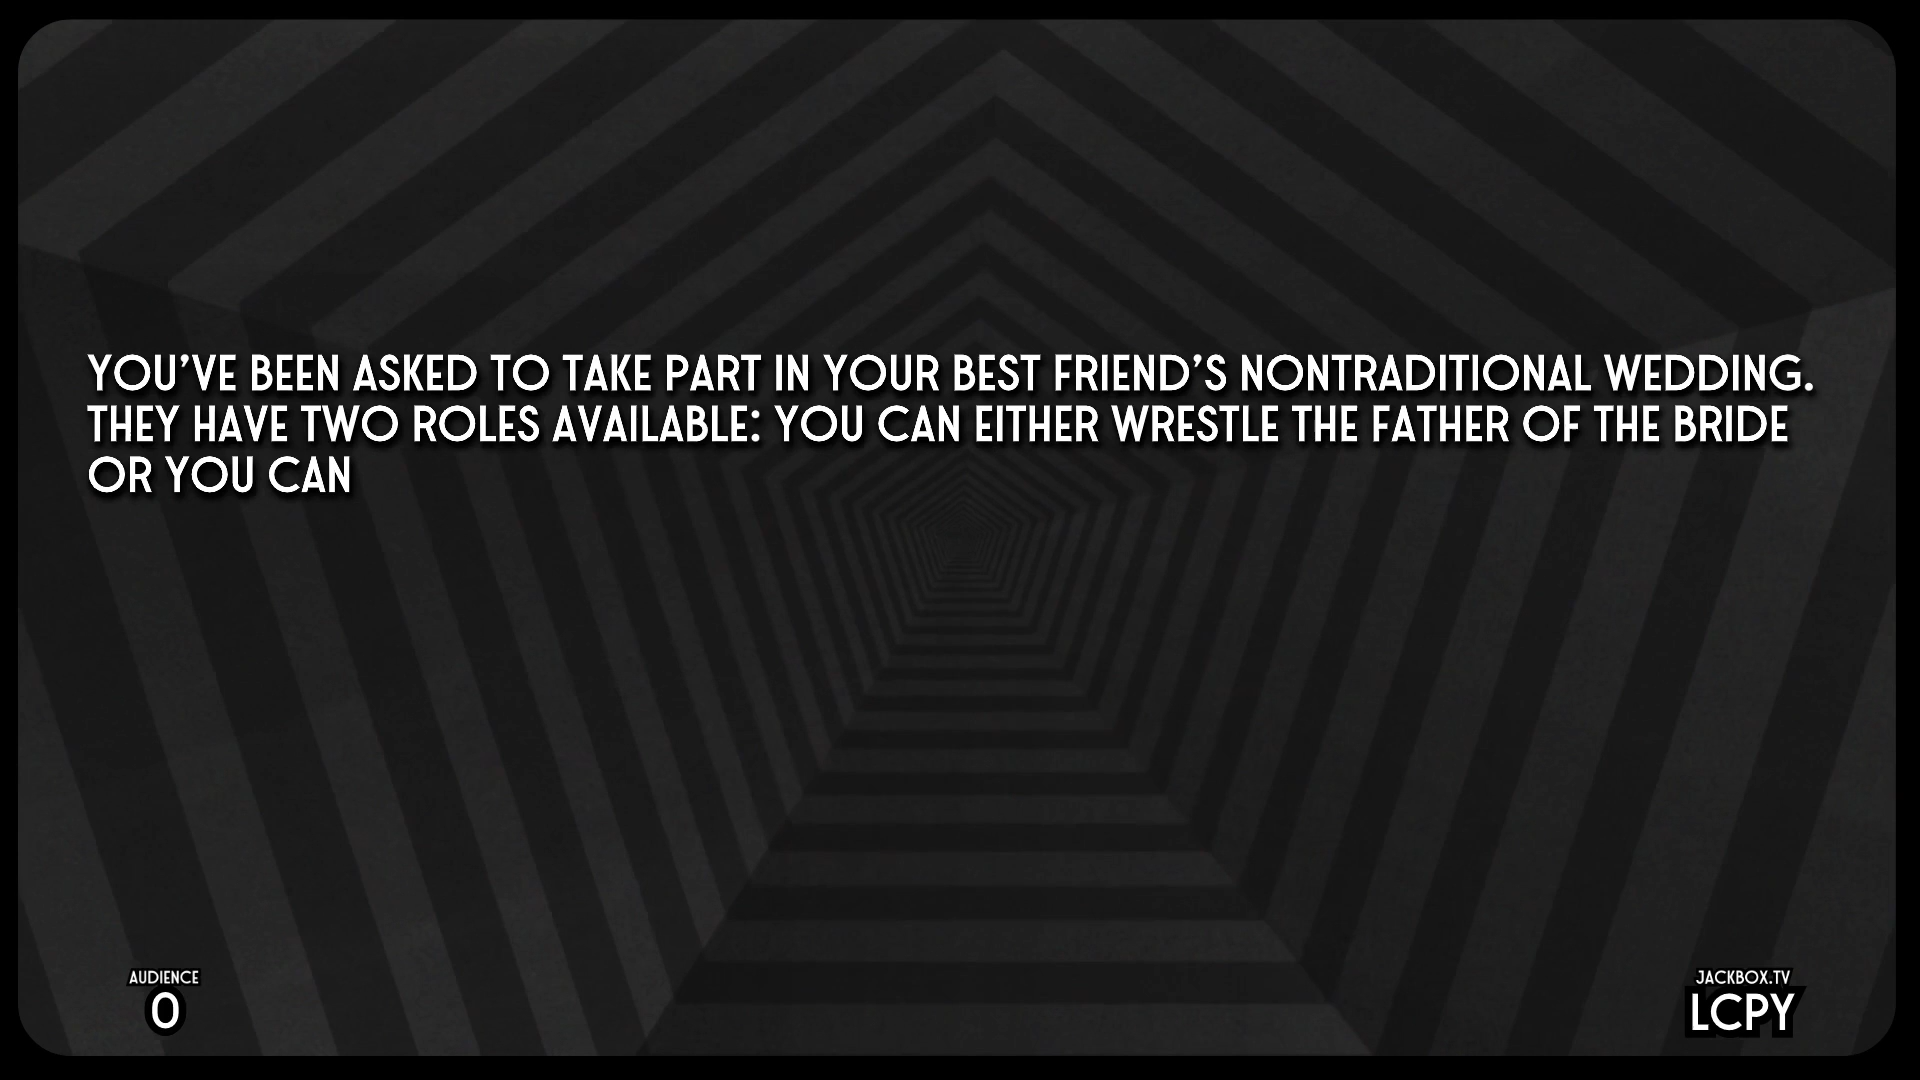 YOU'VE BEEN ASKED TO TAKE PART IN YOUR BEST FRIEND'S NONTRADITIONAL WEDDING.
THEY HAVE TWO ROLES AVAILABLE: YOU CAN EITHER WRESTLE THE FATHER OF THE BRIDE
OR YOU CAN
AUDIENCE
0
JACKBOX.TV
LCPY